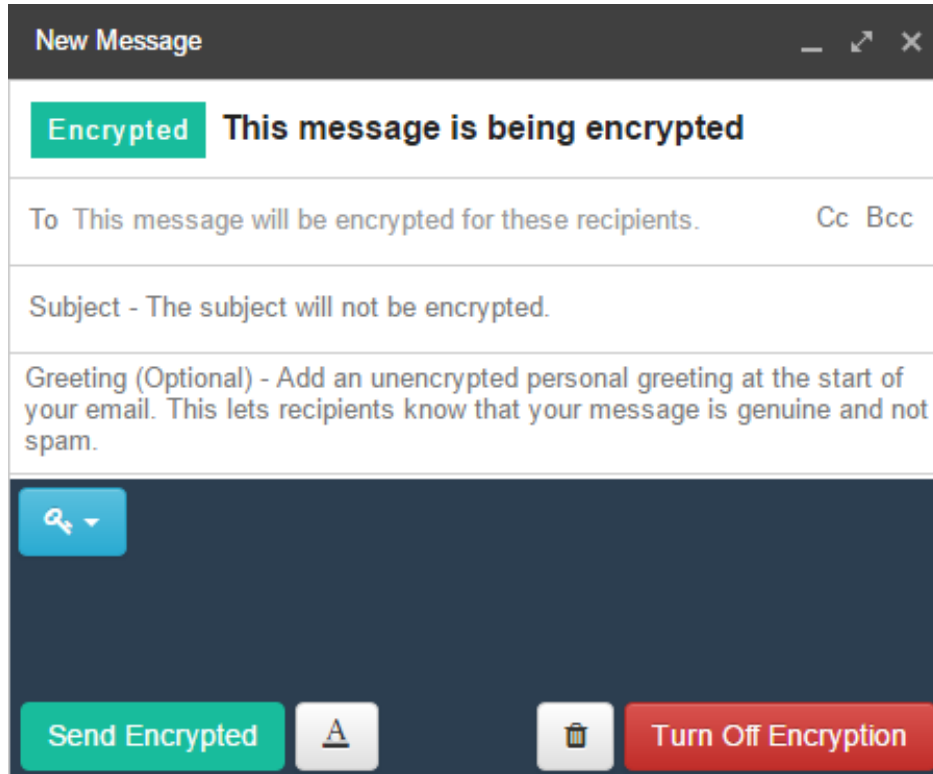 New Message
Encrypted This message is being encrypted
To This message will be encrypted for these recipients. Cc Bcc
Subject - The subject will not be encrypted.
Greeting (Optional) - Add an unencrypted personal greeting at the start of
your email. This lets recipients know that your message is genuine and not
spam.
Send Encrypted A Turn Off Encryption